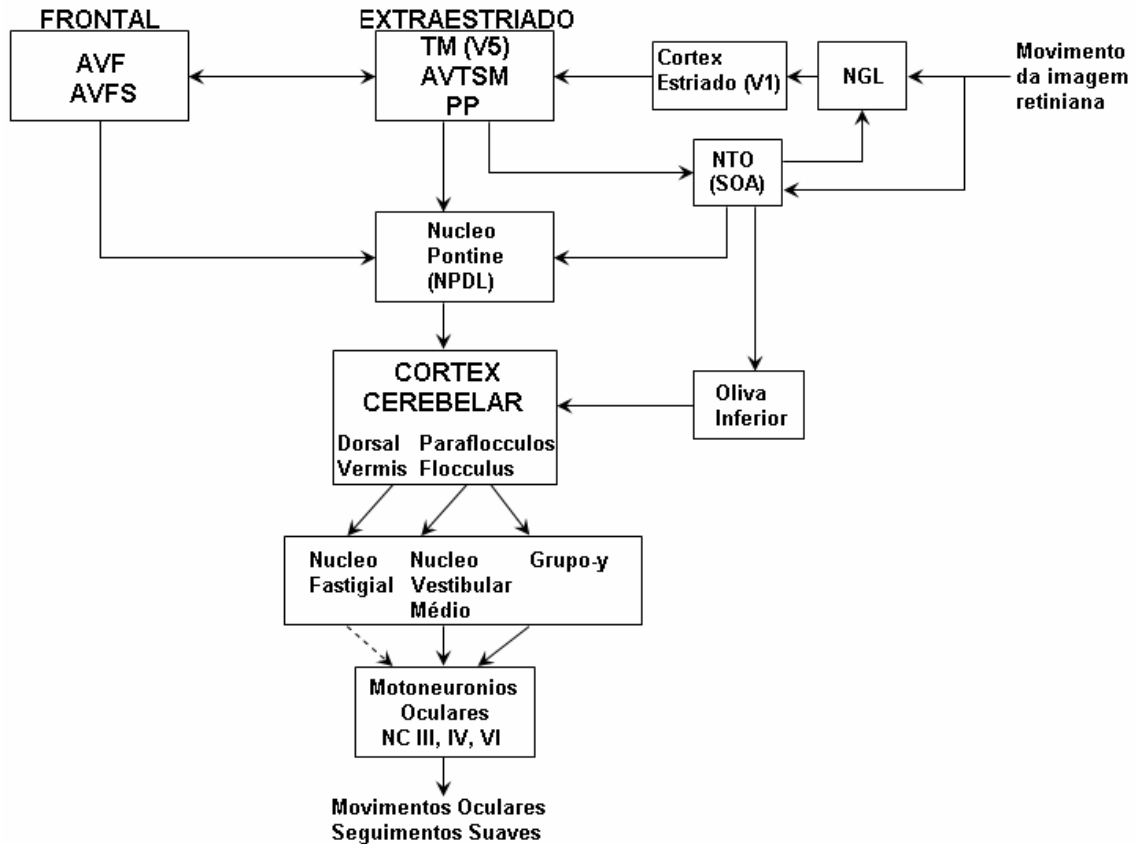 FRONTAL
AVF
AVFS
EXTRAESTRIADO
TM (V5)
AVTSM
PP
Cortex
Estriado (V1)
NGL
Movimento
da imagem
retiniana
NTO
(SOA)
Nucleo
Pontine
(NPDL)
CORTEX
CEREBELAR
Dorsal
Vermis
Paraflocculos
Flocculus
Oliva
Inferior
Nucleo
Fastigial
Nucleo
Vestibular
Médio
Grupo-y
Motoneuronios
Oculares
NC III, IV, VI
Movimentos Oculares
Seguimentos Suaves